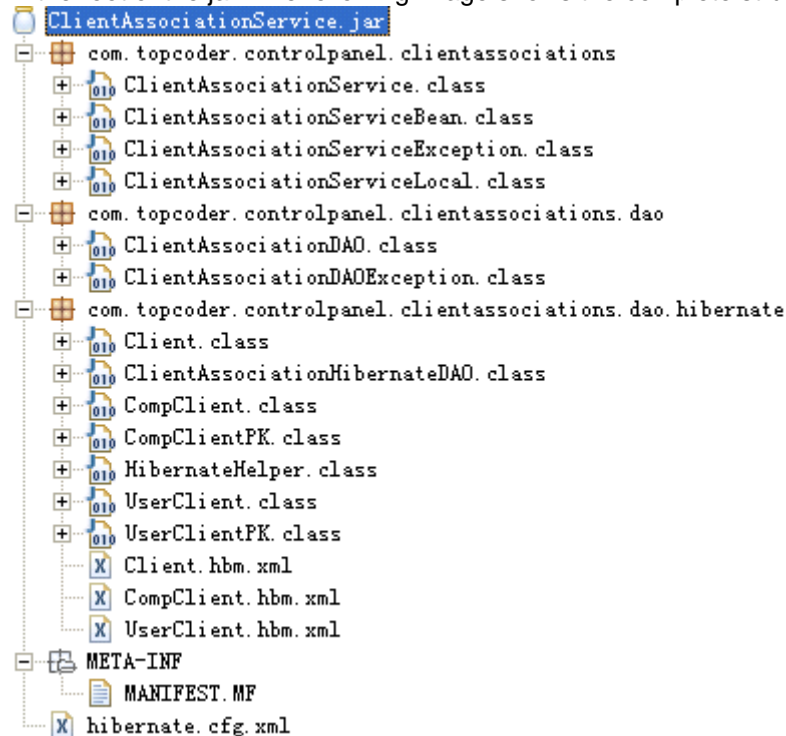 ClientAssociationService.jar
com.topcoder.controlpanel.clientassociations
ClientAssociationService.class
ClientAssociationServiceBean.class
ClientAssociationServiceException.class
ClientAssociationServiceLocal.class
com.topcoder.controlpanel.clientassociations.dao
ClientAssociationDAO.class
ClientAssociationDAOException.class
com.topcoder.controlpanel.clientassociations.dao.hibernate
Client.class
ClientAssociationHibernateDAO.class
CompClient.class
CompClientPK.class
HibernateHelper.class
UserClient.class
UserClientPK.class
Client.hbm.xml
CompClient.hbm.xml
UserClient.hbm.xml
META-INF
MANIFEST.MF
hibernate.cfg.xml